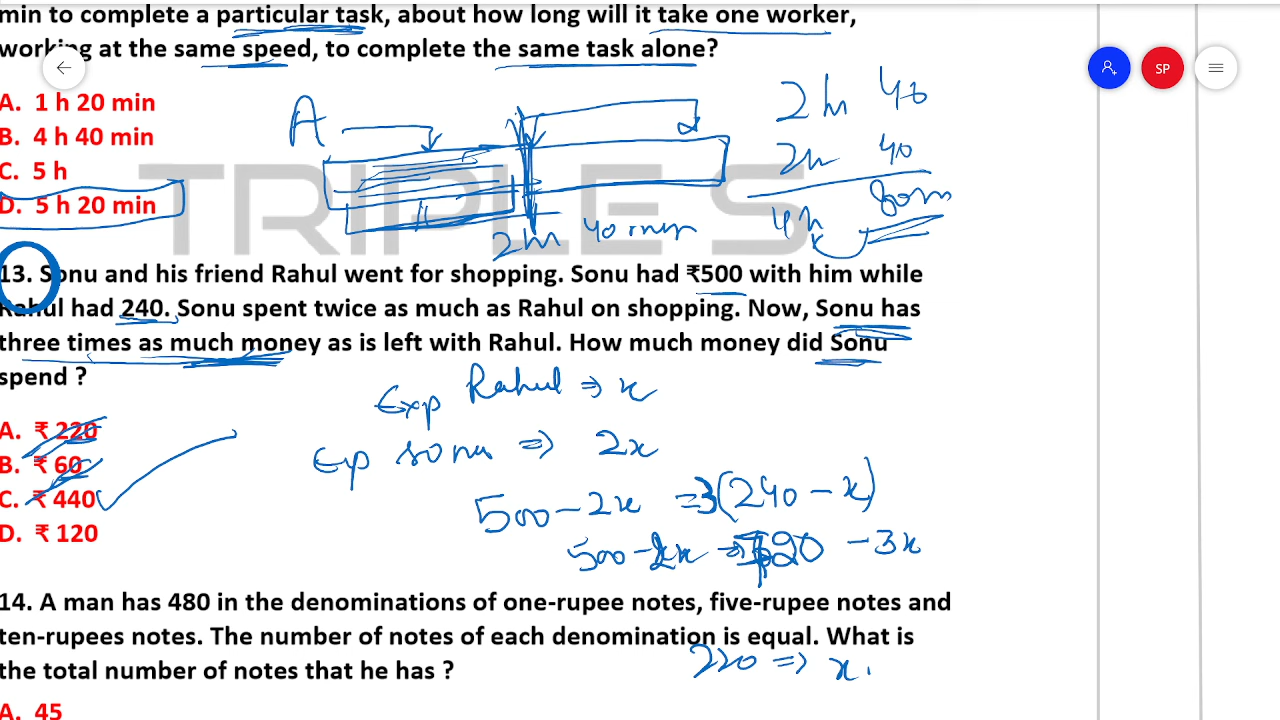 min to complete a particular task, about how long will it take one worker,
working at the same speed, to complete the same task alone?
SP
A. 1 h 20 min
B. 4 h 40 min
C. 5 h
D. 5 h 20 min
TRIPLE S
A
2h 40
2h 40
4h 80m
2h 40 min
13. Sonu and his friend Rahul went for shopping. Sonu had ₹500 with him while
Rahul had 240. Sonu spent twice as much as Rahul on shopping. Now, Sonu has
three times as much money as is left with Rahul. How much money did Sonu
spend ?
Exp Rahul ⇒ x
Exp sonu ⇒ 2x
500 - 2x = 3(240 - x)
500 - 2x = 720 - 3x
A. ₹ 220
B. ₹ 60
C. ₹ 440
D. ₹ 120
14. A man has 480 in the denominations of one-rupee notes, five-rupee notes and
ten-rupees notes. The number of notes of each denomination is equal. What is
the total number of notes that he has ?
220 ⇒ x
A. 45